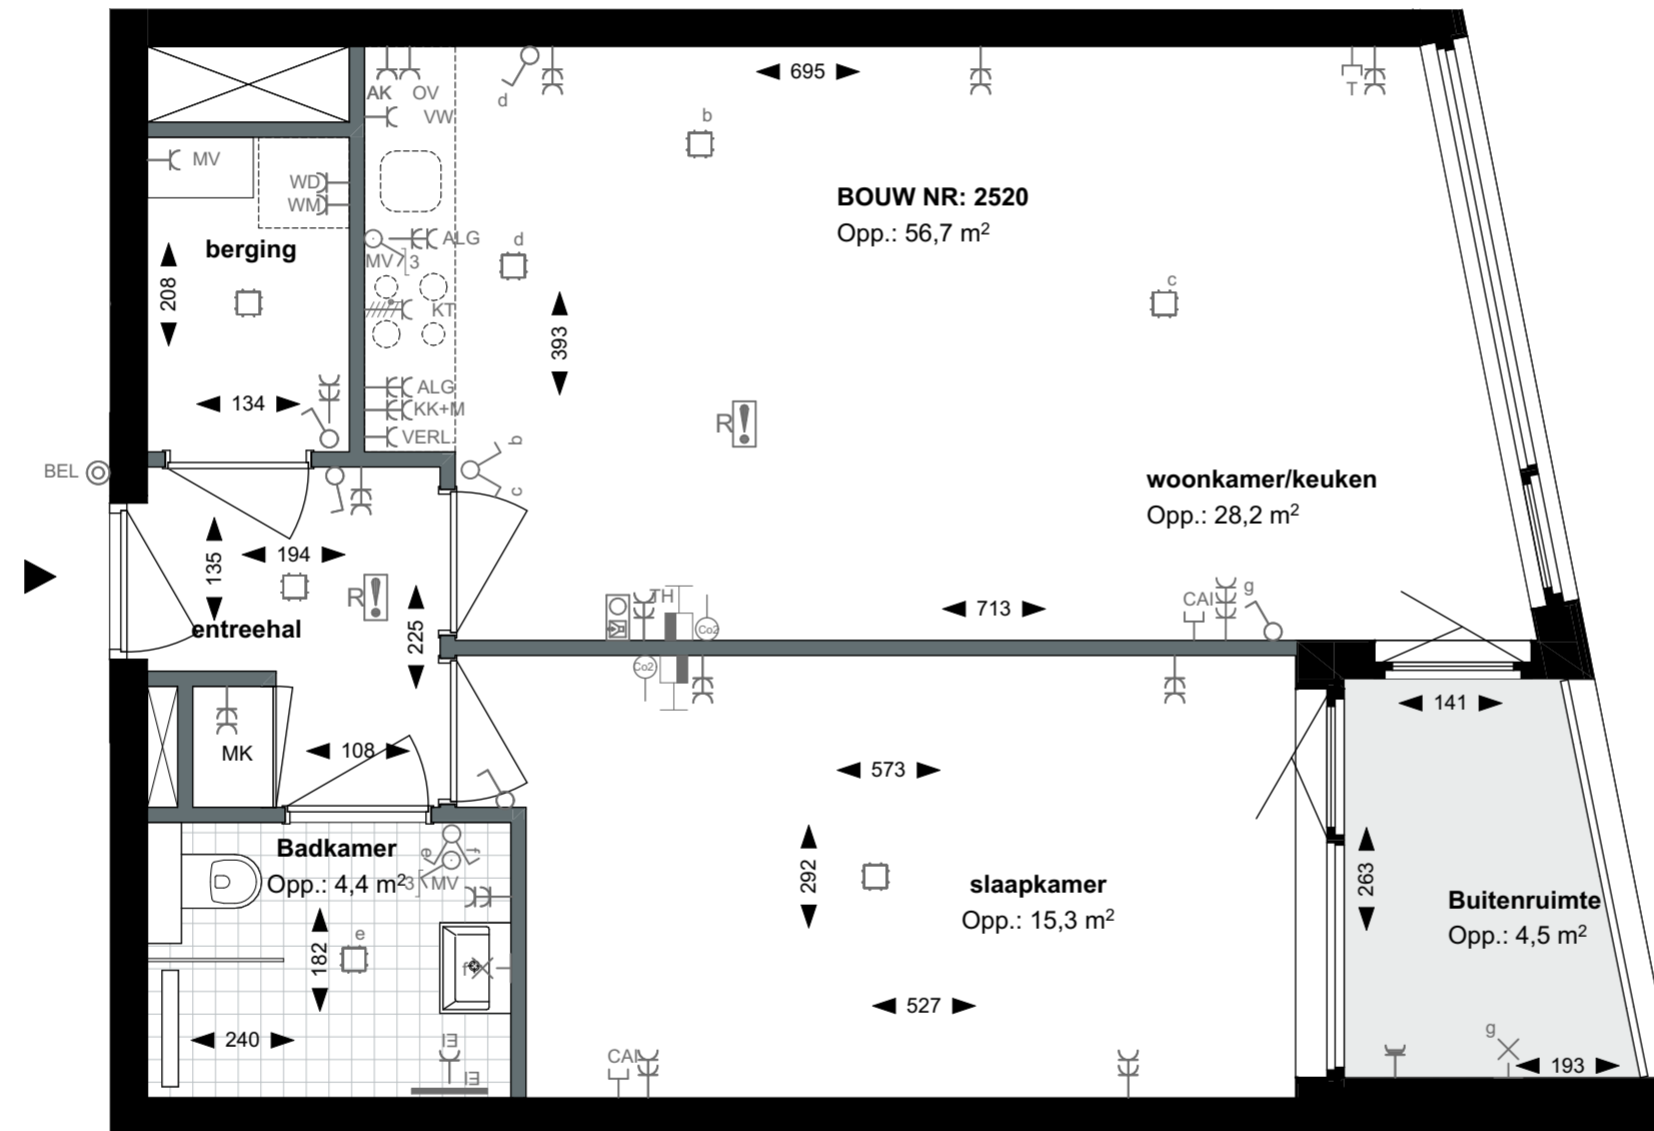 AK OV
VW
d
695
T
b
MV
WD
WM
BOUW NR: 2520
Opp.: 56,7 m²
berging
ALG
d
MV 3
208
c
KT
393
134
ALG
KK+M
VERL.
R
b
c
BEL
woonkamer/keuken
Opp.: 28,2 m²
135
194
R
entreehal
225
TH
Co2
713
CAI
g
Co2
141
MK
108
573
Badkamer
Opp.: 4,4 m²
e
f
3
MV
292
slaapkamer
Opp.: 15,3 m²
263
Buitenruimte
Opp.: 4,5 m²
182
e
f
527
240
EI
EI
CAI
g
193